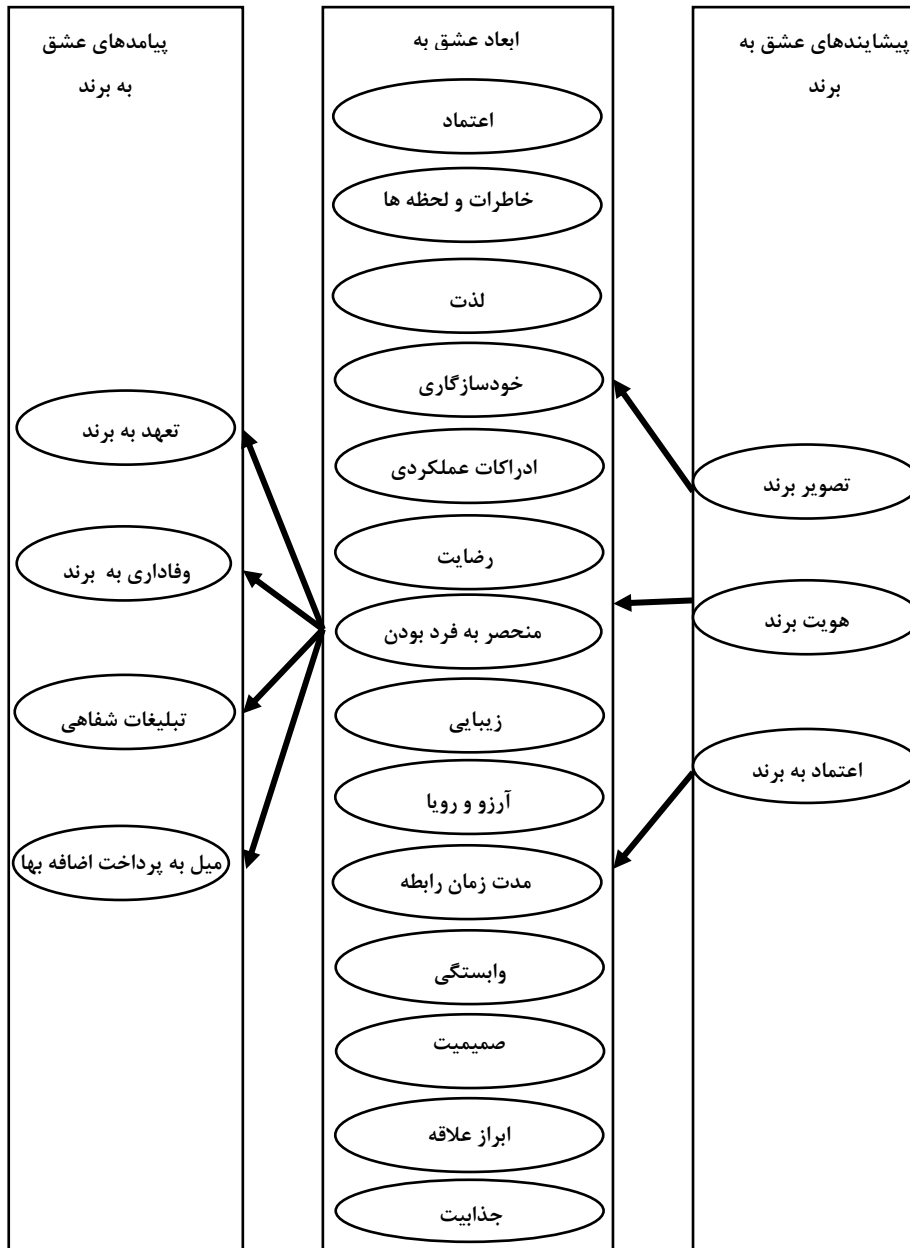 پیشایندهای عشق به
برند
تصویر برند
هویت برند
اعتماد به برند
ابعاد عشق به
اعتماد
خاطرات و لحظه ها
لذت
خودسازگاری
ادراکات عملکردی
رضایت
منحصر به فرد بودن
زیبایی
آرزو و رویا
مدت زمان رابطه
وابستگی
صمیمیت
ابراز علاقه
جذابیت
پیامدهای عشق
به برند
تعهد به برند
وفاداری به برند
تبلیغات شفاهی
میل به پرداخت اضافه بها